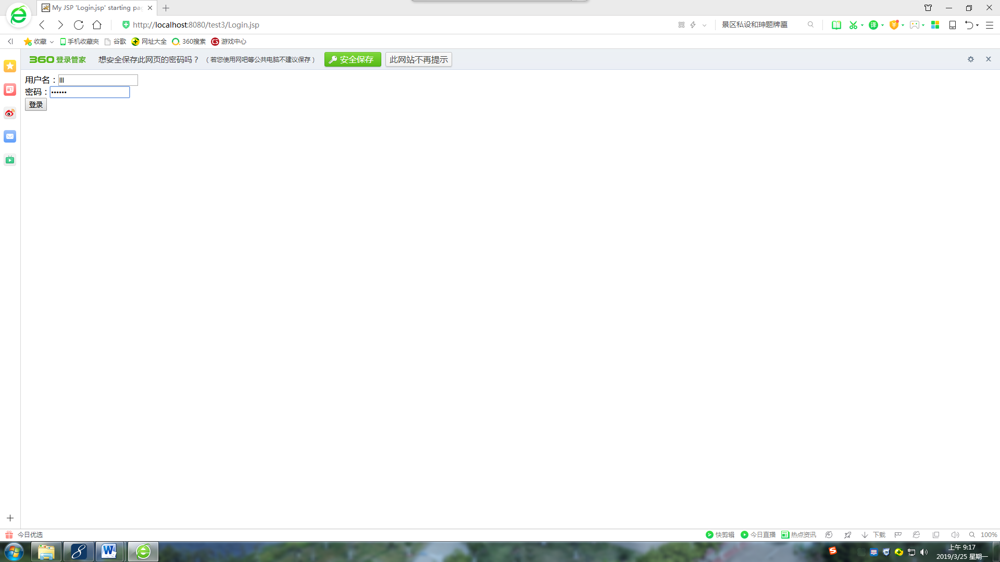 My JSP 'Login.jsp' starting pag
http://localhost:8080/test3/Login.jsp
景区私设和珅题牌匾
收藏 手机收藏夹 谷歌 网址大全 360搜索 游戏中心
360 登录管家 想安全保存此网页的密码吗？（若您使用网吧等公共电脑不建议保存） 安全保存 此网站不再提示
用户名：lll
密码：••••••
登录
今日优选
快剪辑 今日直播 热点资讯 下载 100%
上午 9:17
2019/3/25 星期一